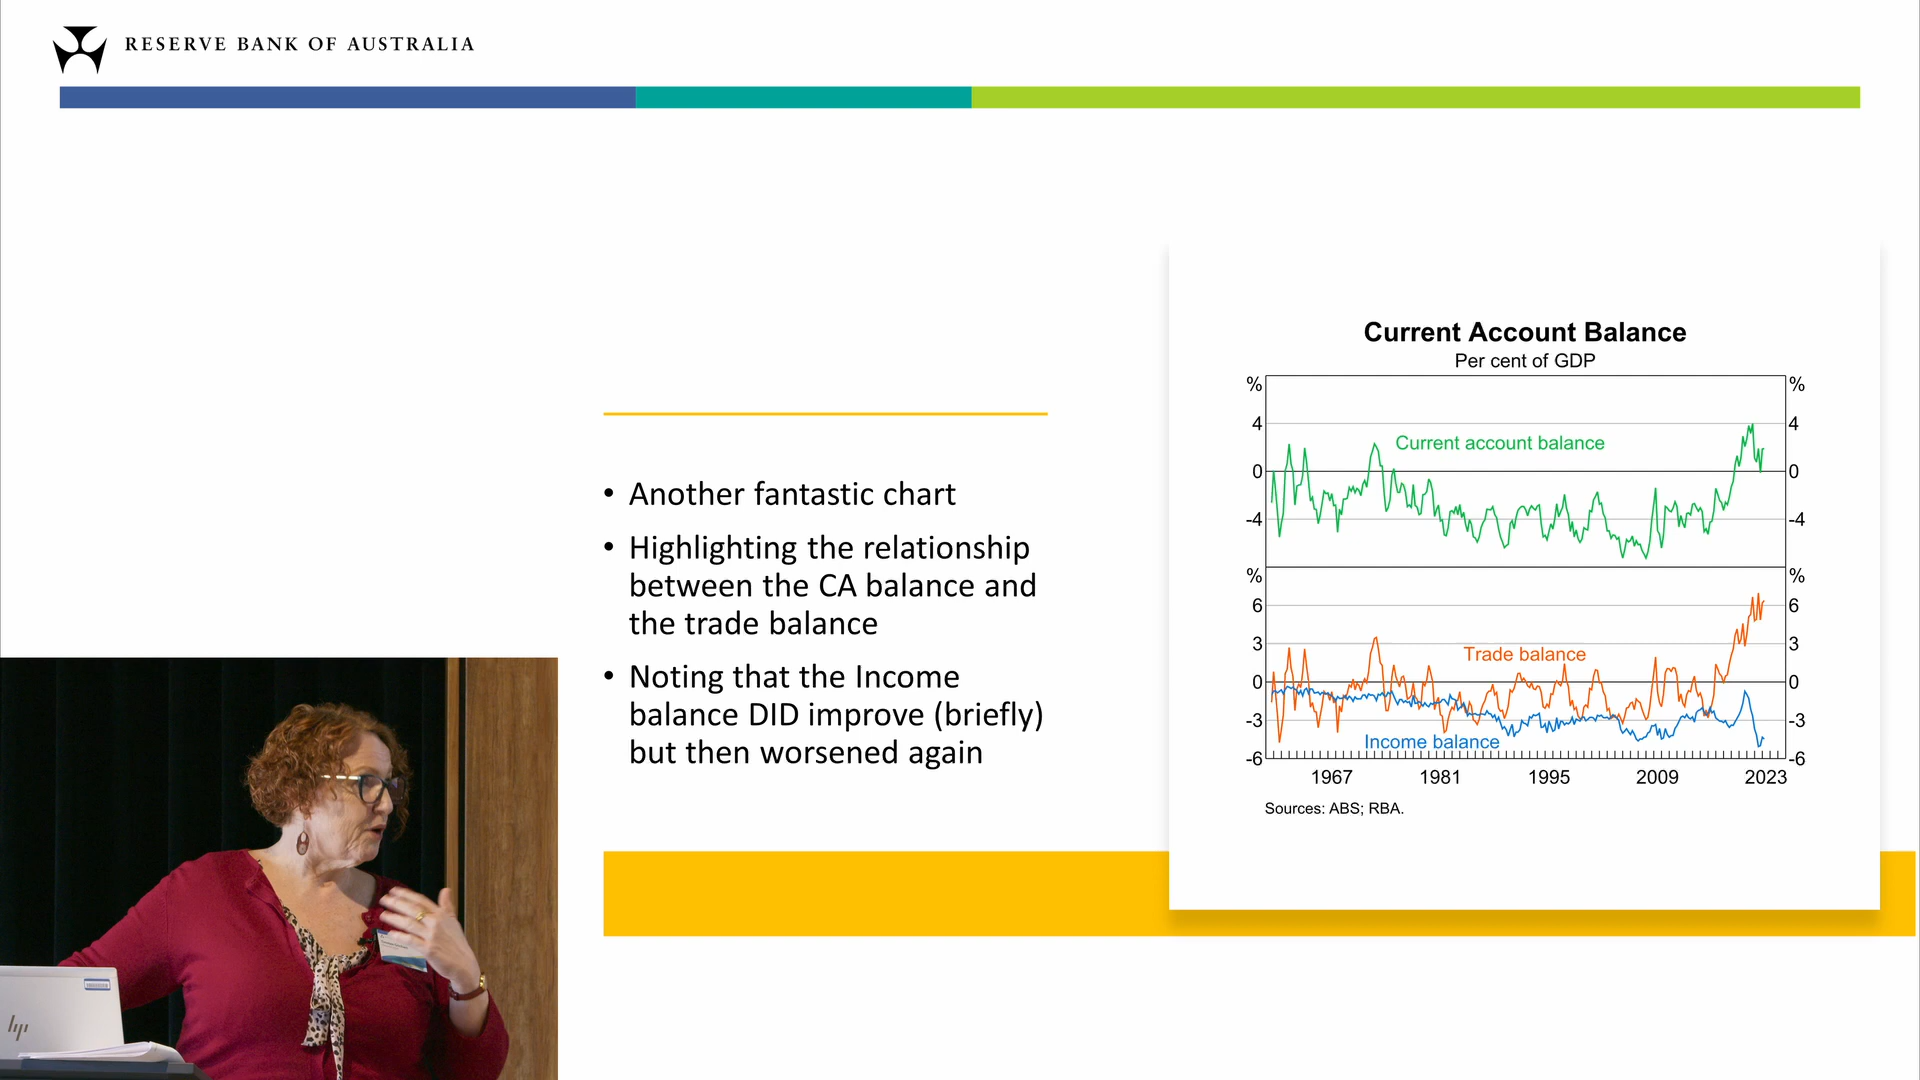 RESERVE BANK OF AUSTRALIA
• Another fantastic chart
• Highlighting the relationship
between the CA balance and
the trade balance
• Noting that the Income
balance DID improve (briefly)
but then worsened again
Current Account Balance
Per cent of GDP
% %
4 4
Current account balance
0 0
-4 -4
% %
6 6
3 3
Trade balance
0 0
-3 -3
Income balance
-6 -6
1967 1981 1995 2009 2023
Sources: ABS; RBA.
hp